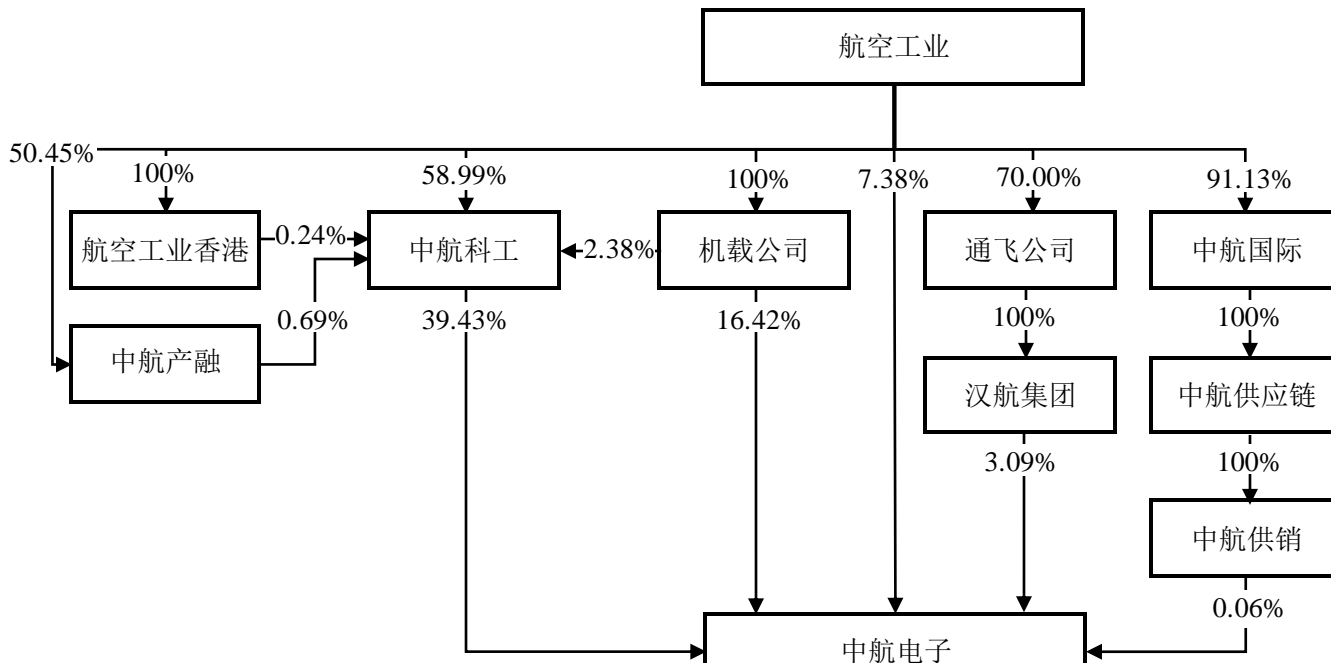 航空工业
50.45%
100%
58.99%
100%
7.38%
70.00%
91.13%
航空工业香港
0.24%
中航科工
2.38%
机载公司
通飞公司
中航国际
0.69%
39.43%
16.42%
100%
100%
中航产融
汉航集团
中航供应链
3.09%
100%
中航供销
0.06%
中航电子